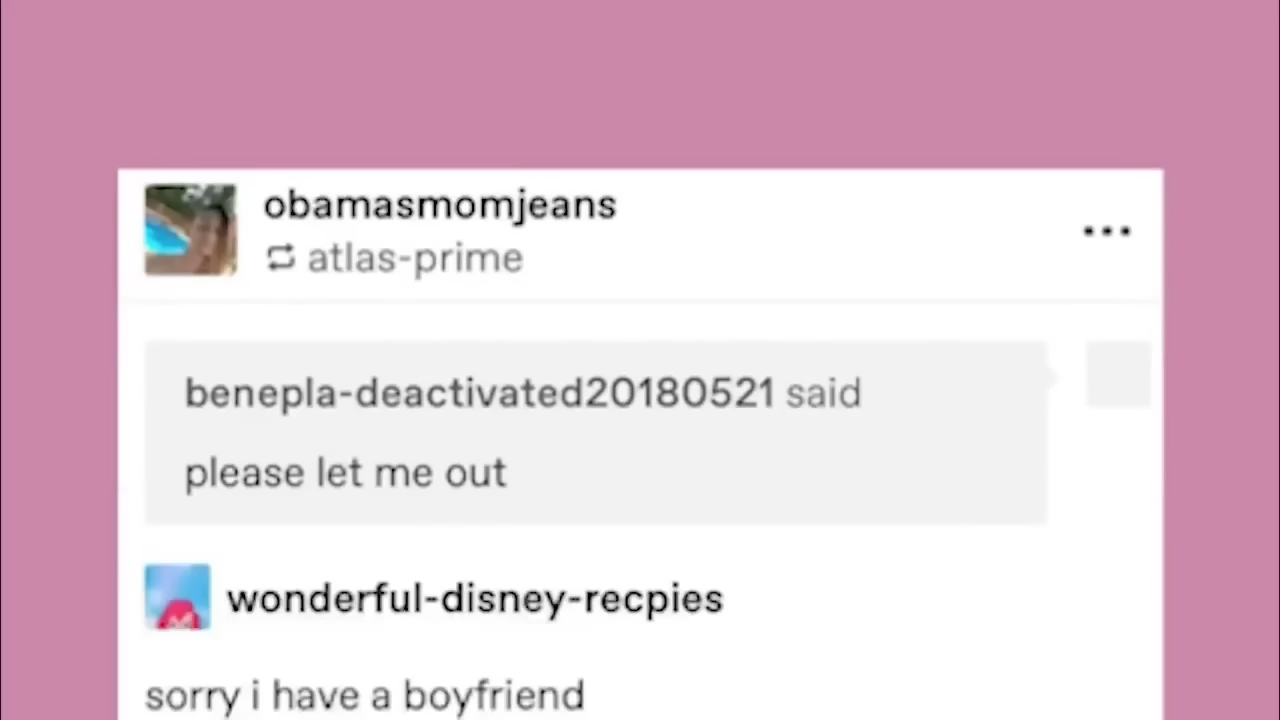 obamasmomjeans
atlas-prime
benepla-deactivated20180521 said
please let me out
wonderful-disney-recpies
sorry i have a boyfriend